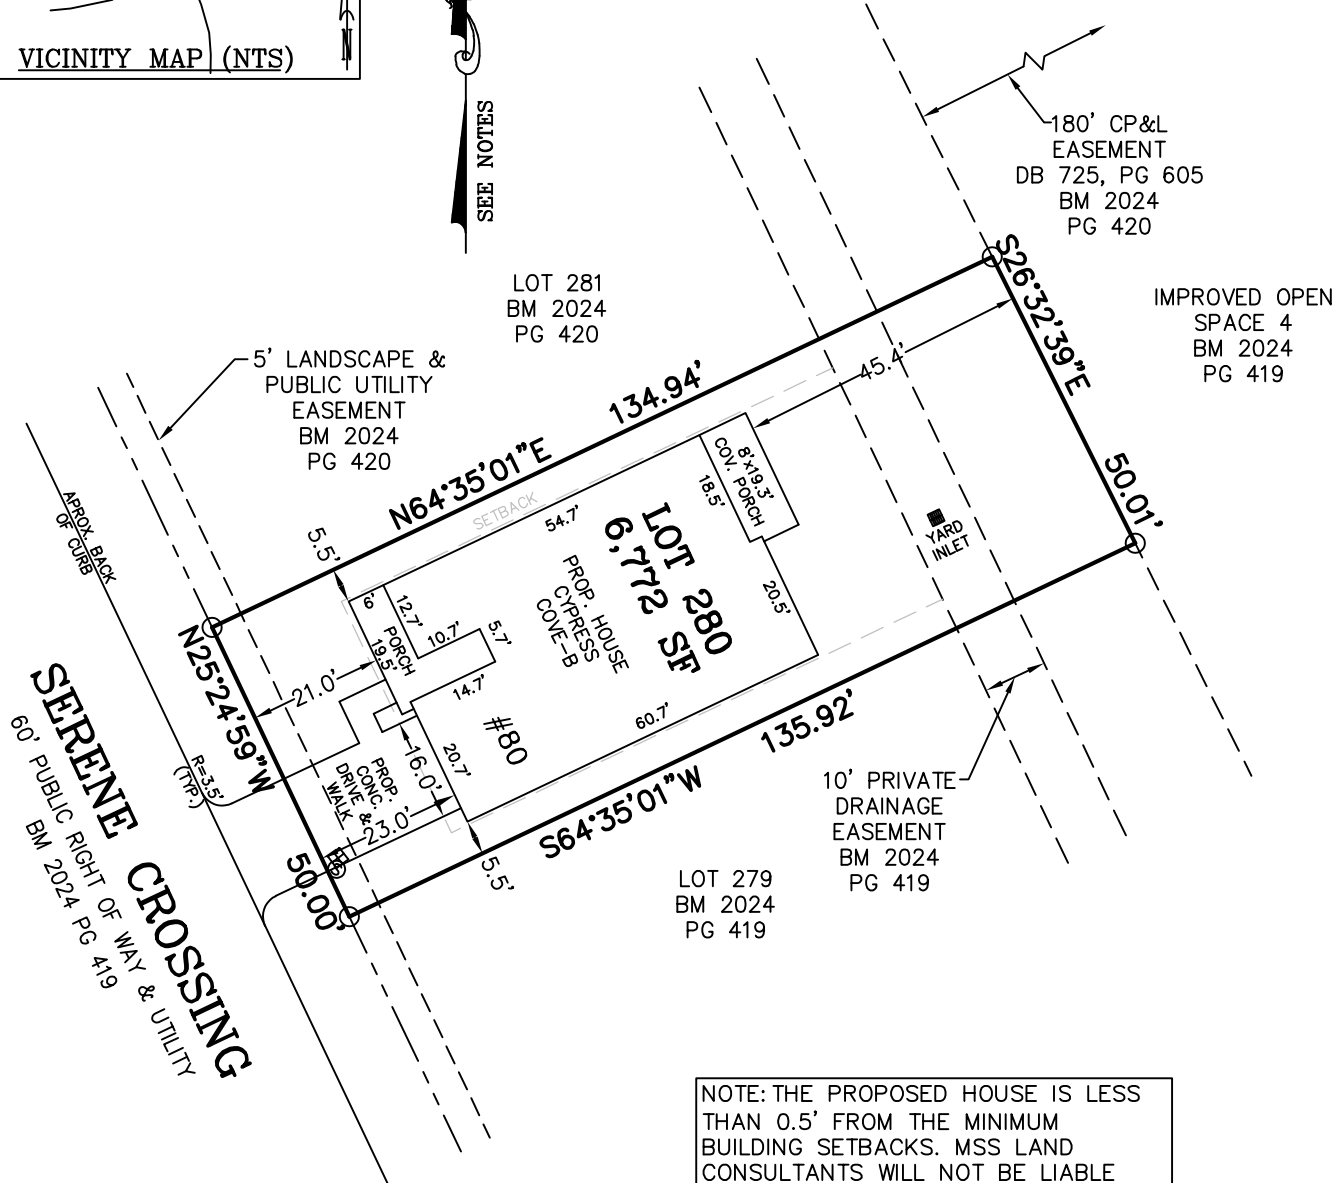 VICINITY MAP (NTS)
N
SEE NOTES
180' CP&L
EASEMENT
DB 725, PG 605
BM 2024
PG 420
LOT 281
BM 2024
PG 420
S26°32'39"E
50.01'
IMPROVED OPEN
SPACE 4
BM 2024
PG 419
5' LANDSCAPE &
PUBLIC UTILITY
EASEMENT
BM 2024
PG 420
N64°35'01"E
134.94'
45.4'
SETBACK
APPROX. BACK
OF CURB
5.5'
54.7'
8'x19.3'
COV. PORCH
18.5'
LOT 280
6,772 SF
YARD
INLET
PROP. HOUSE
CYPRESS
COVE-B
20.5'
6'
12.7'
10.7'
5.7'
PORCH
19.5'
14.7'
21.0'
60.7'
#80
20.7'
16.0'
PROP.
CONC.
DRIVE &
WALK
23.0'
5.5'
N25°24'59"W
50.00'
R=3.5'
(TYP.)
SERENE CROSSING
60' PUBLIC RIGHT OF WAY & UTILITY
BM 2024 PG 419
S64°35'01"W
135.92'
10' PRIVATE
DRAINAGE
EASEMENT
BM 2024
PG 419
LOT 279
BM 2024
PG 419
NOTE: THE PROPOSED HOUSE IS LESS
THAN 0.5' FROM THE MINIMUM
BUILDING SETBACKS. MSS LAND
CONSULTANTS WILL NOT BE LIABLE